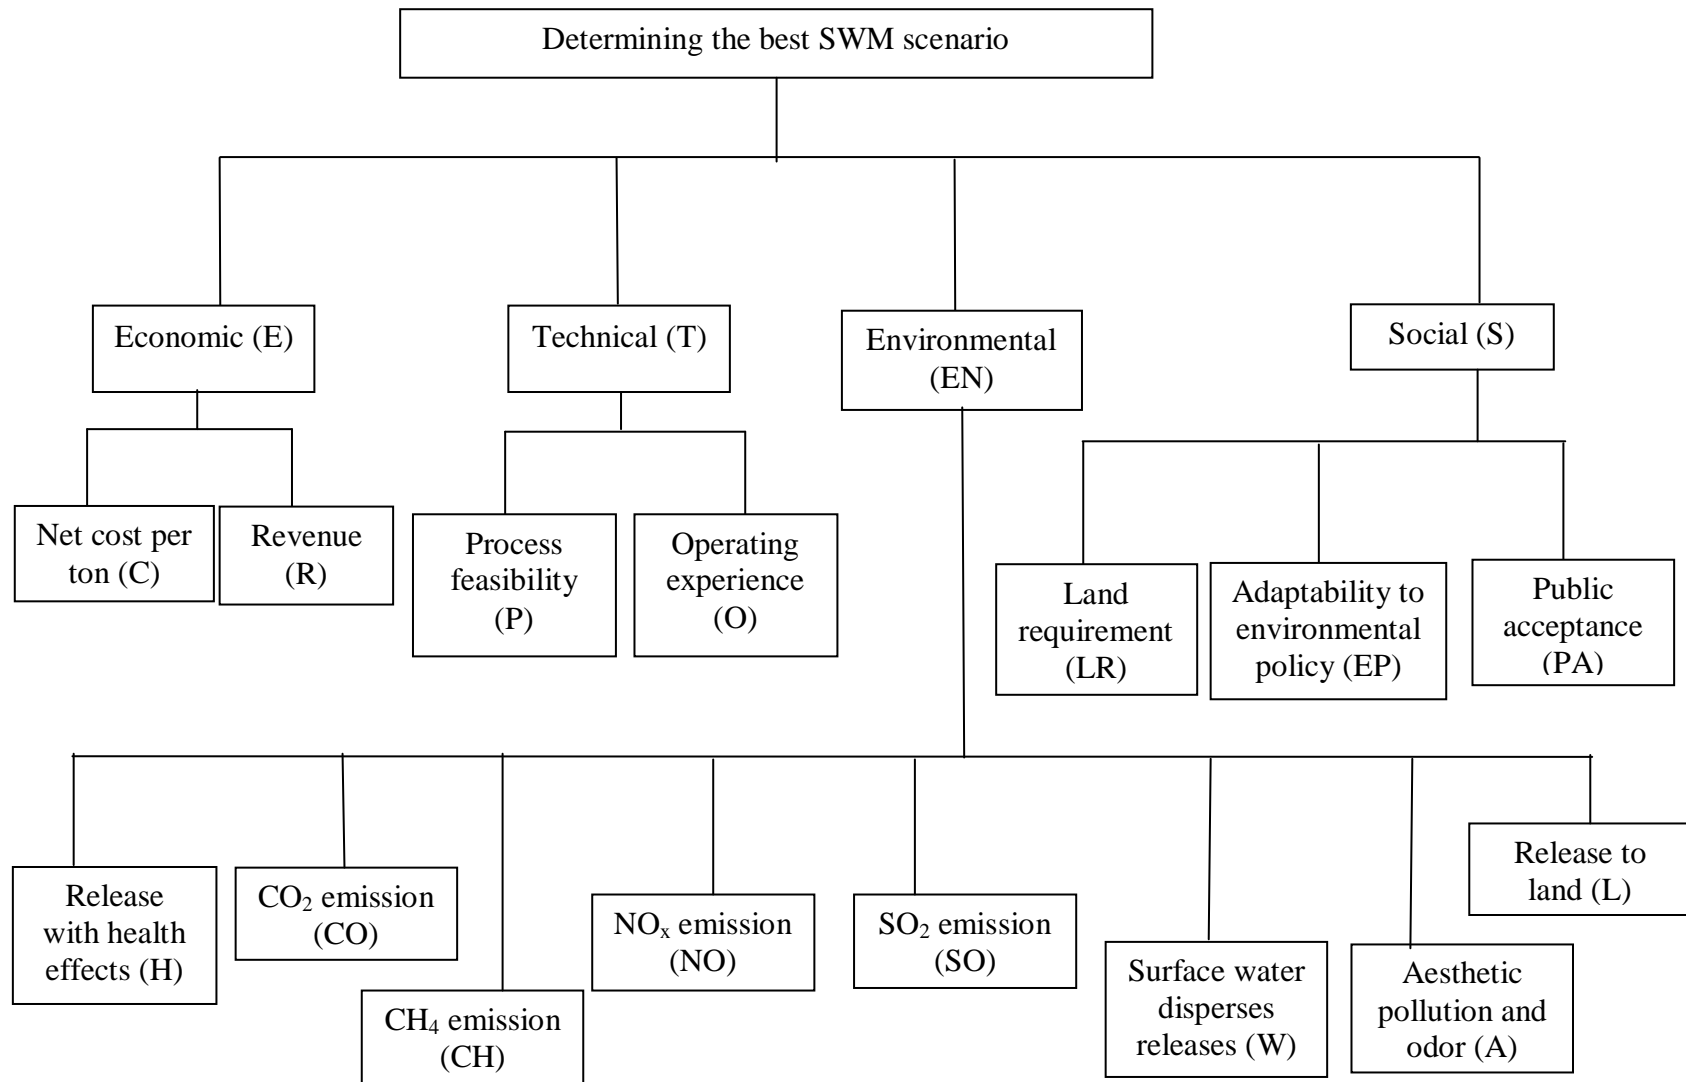 Determining the best SWM scenario
Economic (E)
Technical (T)
Environmental
(EN)
Social (S)
Net cost per
ton (C)
Revenue
(R)
Process
feasibility
(P)
Operating
experience
(O)
Land
requirement
(LR)
Adaptability to
environmental
policy (EP)
Public
acceptance
(PA)
Release
with health
effects (H)
CO₂ emission
(CO)
CH₄ emission
(CH)
NOₓ emission
(NO)
SO₂ emission
(SO)
Surface water
disperses
releases (W)
Aesthetic
pollution and
odor (A)
Release to
land (L)